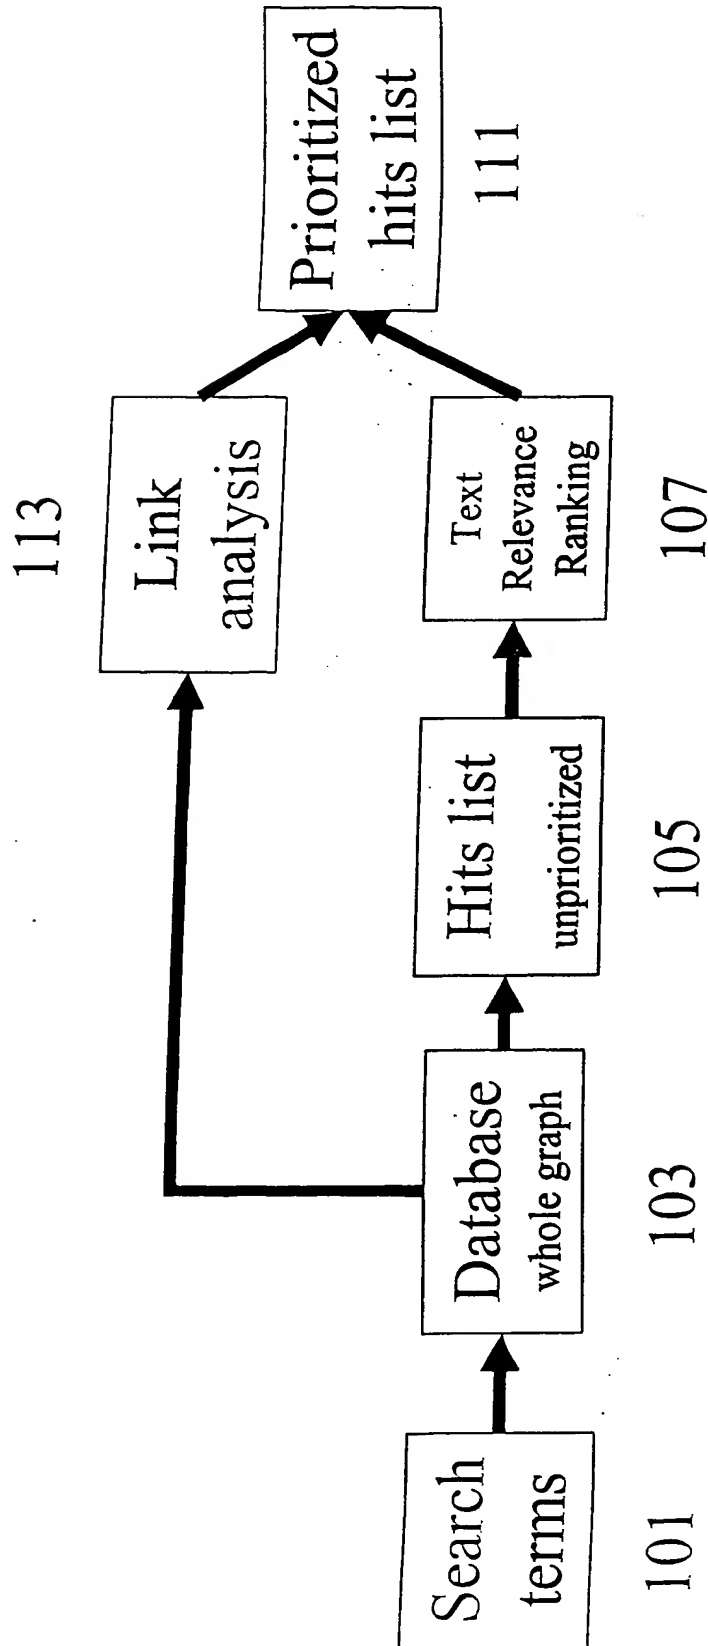 113
Link
analysis
Prioritized
hits list
111
Search
terms
101
Database
whole graph
103
Hits list
unprioritized
105
Text
Relevance
Ranking
107